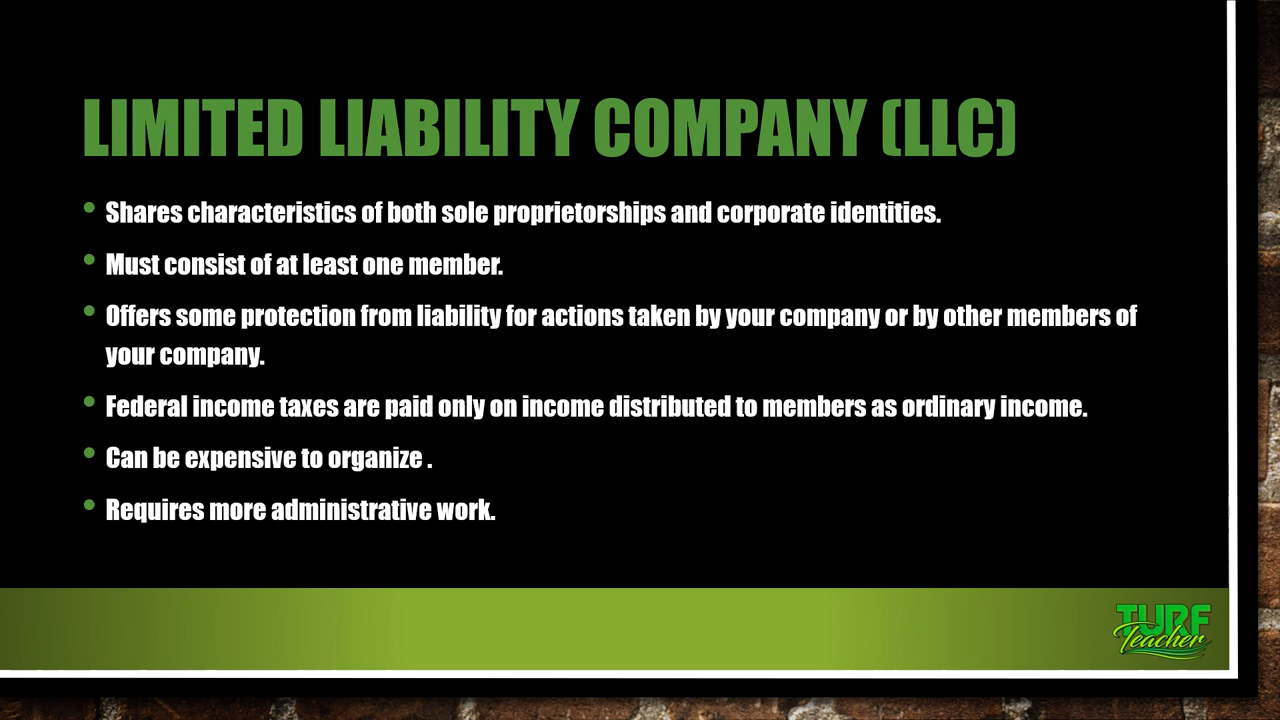 LIMITED LIABILITY COMPANY (LLC)
• Shares characteristics of both sole proprietorships and corporate identities.
• Must consist of at least one member.
• Offers some protection from liability for actions taken by your company or by other members of
your company.
• Federal income taxes are paid only on income distributed to members as ordinary income.
• Can be expensive to organize .
• Requires more administrative work.
TURF
Teacher